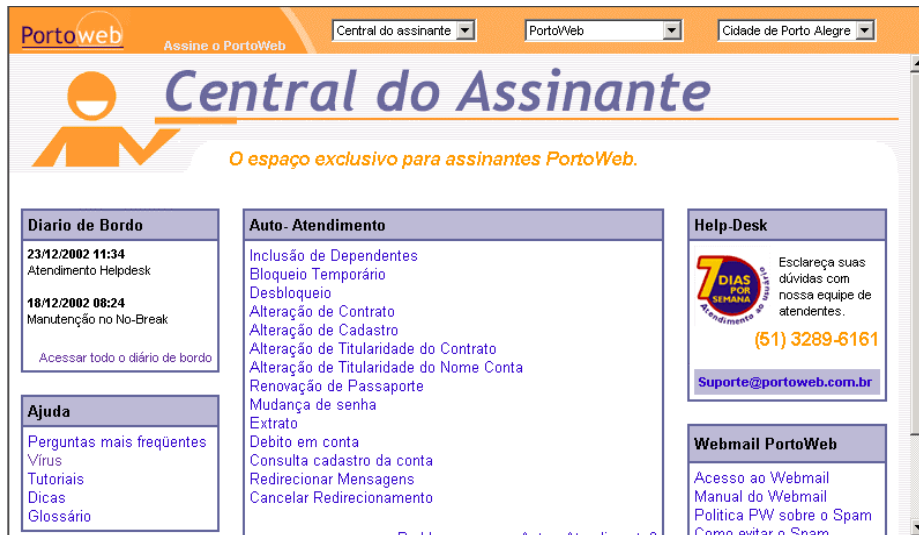 Portoweb
Assine o PortoWeb
Central do assinante
PortoWeb
Cidade de Porto Alegre
Central do Assinante
O espaço exclusivo para assinantes PortoWeb.
Diario de Bordo
23/12/2002 11:34
Atendimento Helpdesk
18/12/2002 08:24
Manutenção no No-Break
Acessar todo o diário de bordo
Ajuda
Perguntas mais freqüentes
Vírus
Tutoriais
Dicas
Glossário
Auto- Atendimento
Inclusão de Dependentes
Bloqueio Temporário
Desbloqueio
Alteração de Contrato
Alteração de Cadastro
Alteração de Titularidade do Contrato
Alteração de Titularidade do Nome Conta
Renovação de Passaporte
Mudança de senha
Extrato
Debito em conta
Consulta cadastro da conta
Redirecionar Mensagens
Cancelar Redirecionamento
Help-Desk
7
DIAS
POR
SEMANA
Atendimento ao usuário
Esclareça suas
dúvidas com
nossa equipe de
atendentes.
(51) 3289-6161
Suporte@portoweb.com.br
Webmail PortoWeb
Acesso ao Webmail
Manual do Webmail
Politica PW sobre o Spam
Como evitar o Spam